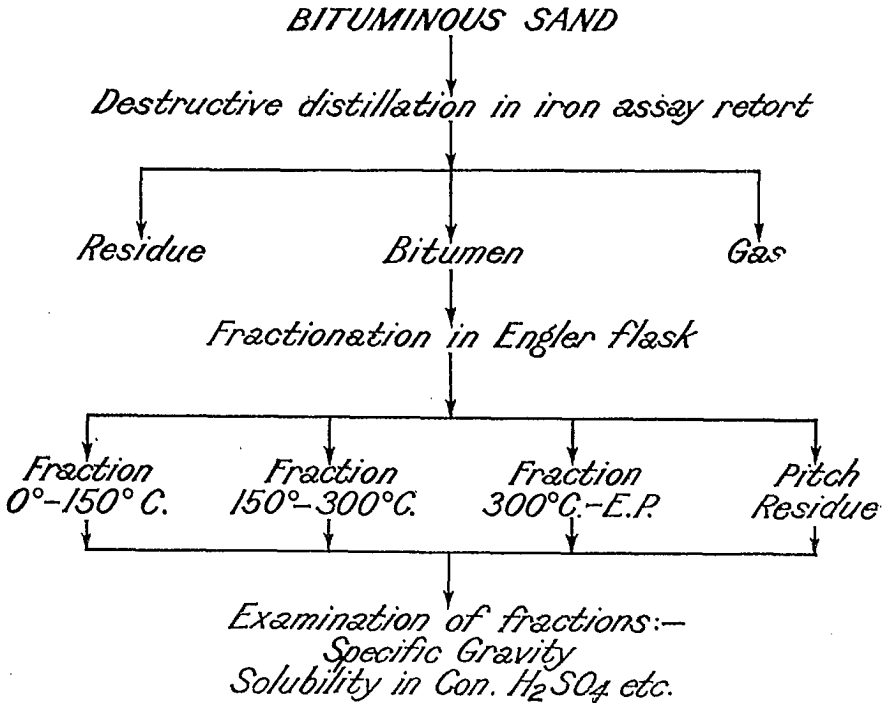 BITUMINOUS SAND
Destructive distillation in iron assay retort
Residue Bitumen Gas
Fractionation in Engler flask
Fraction Fraction Fraction Pitch
0°-150° C. 150°-300°C. 300°C.-E.P. Residue
Examination of fractions:-
Specific Gravity
Solubility in Con. H₂SO₄ etc.